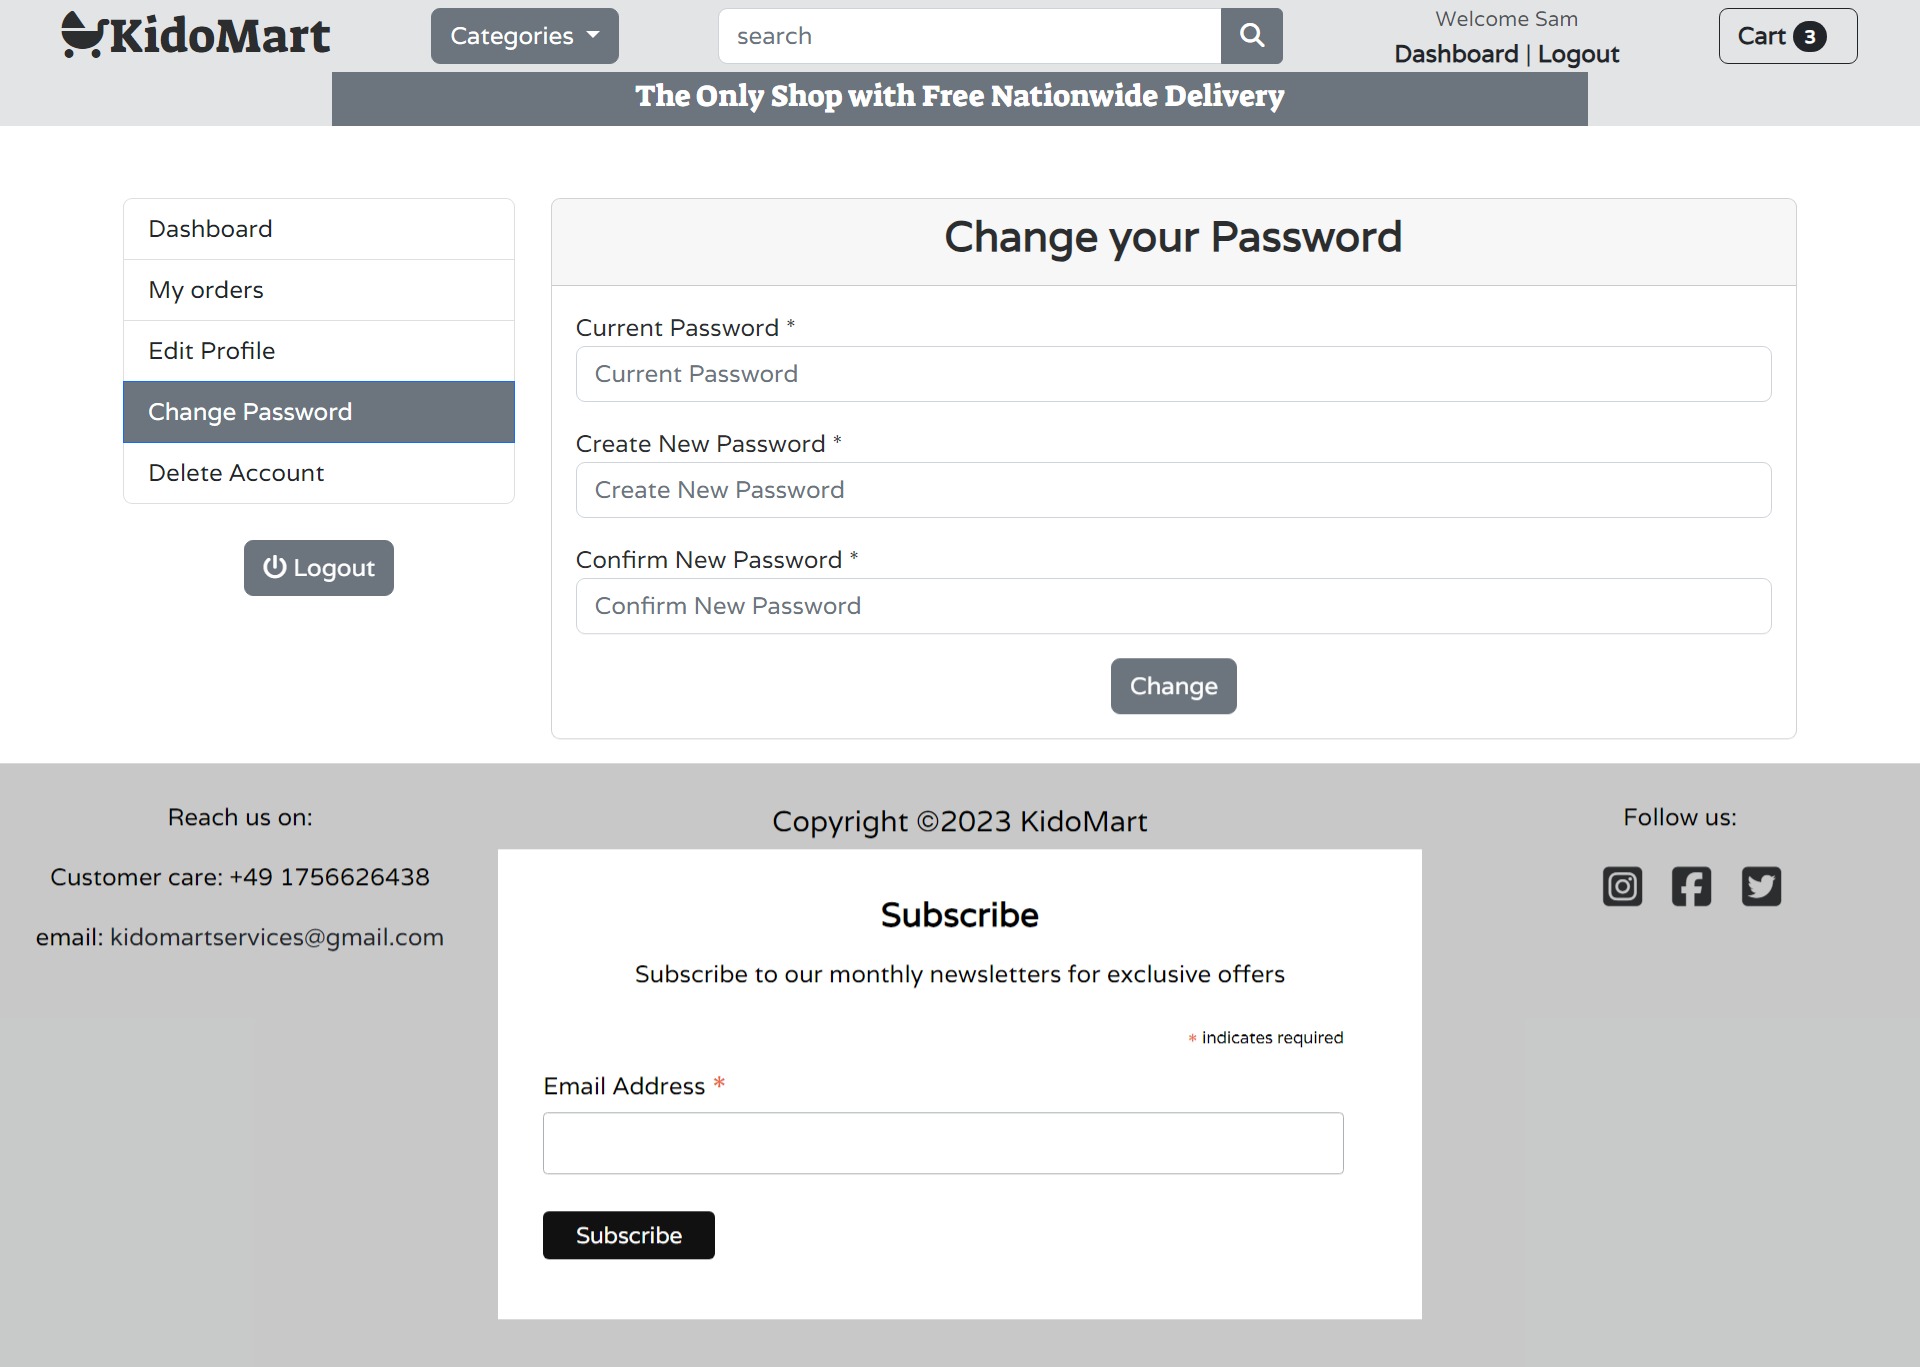 KidoMart
Categories
search
Welcome Sam
Dashboard | Logout
Cart 3
The Only Shop with Free Nationwide Delivery
Dashboard
My orders
Edit Profile
Change Password
Delete Account
Logout
Change your Password
Current Password *
Current Password
Create New Password *
Create New Password
Confirm New Password *
Confirm New Password
Change
Reach us on:
Customer care: +49 1756626438
email: kidomartservices@gmail.com
Copyright ©2023 KidoMart
Subscribe
Subscribe to our monthly newsletters for exclusive offers
* indicates required
Email Address *
Subscribe
Follow us: